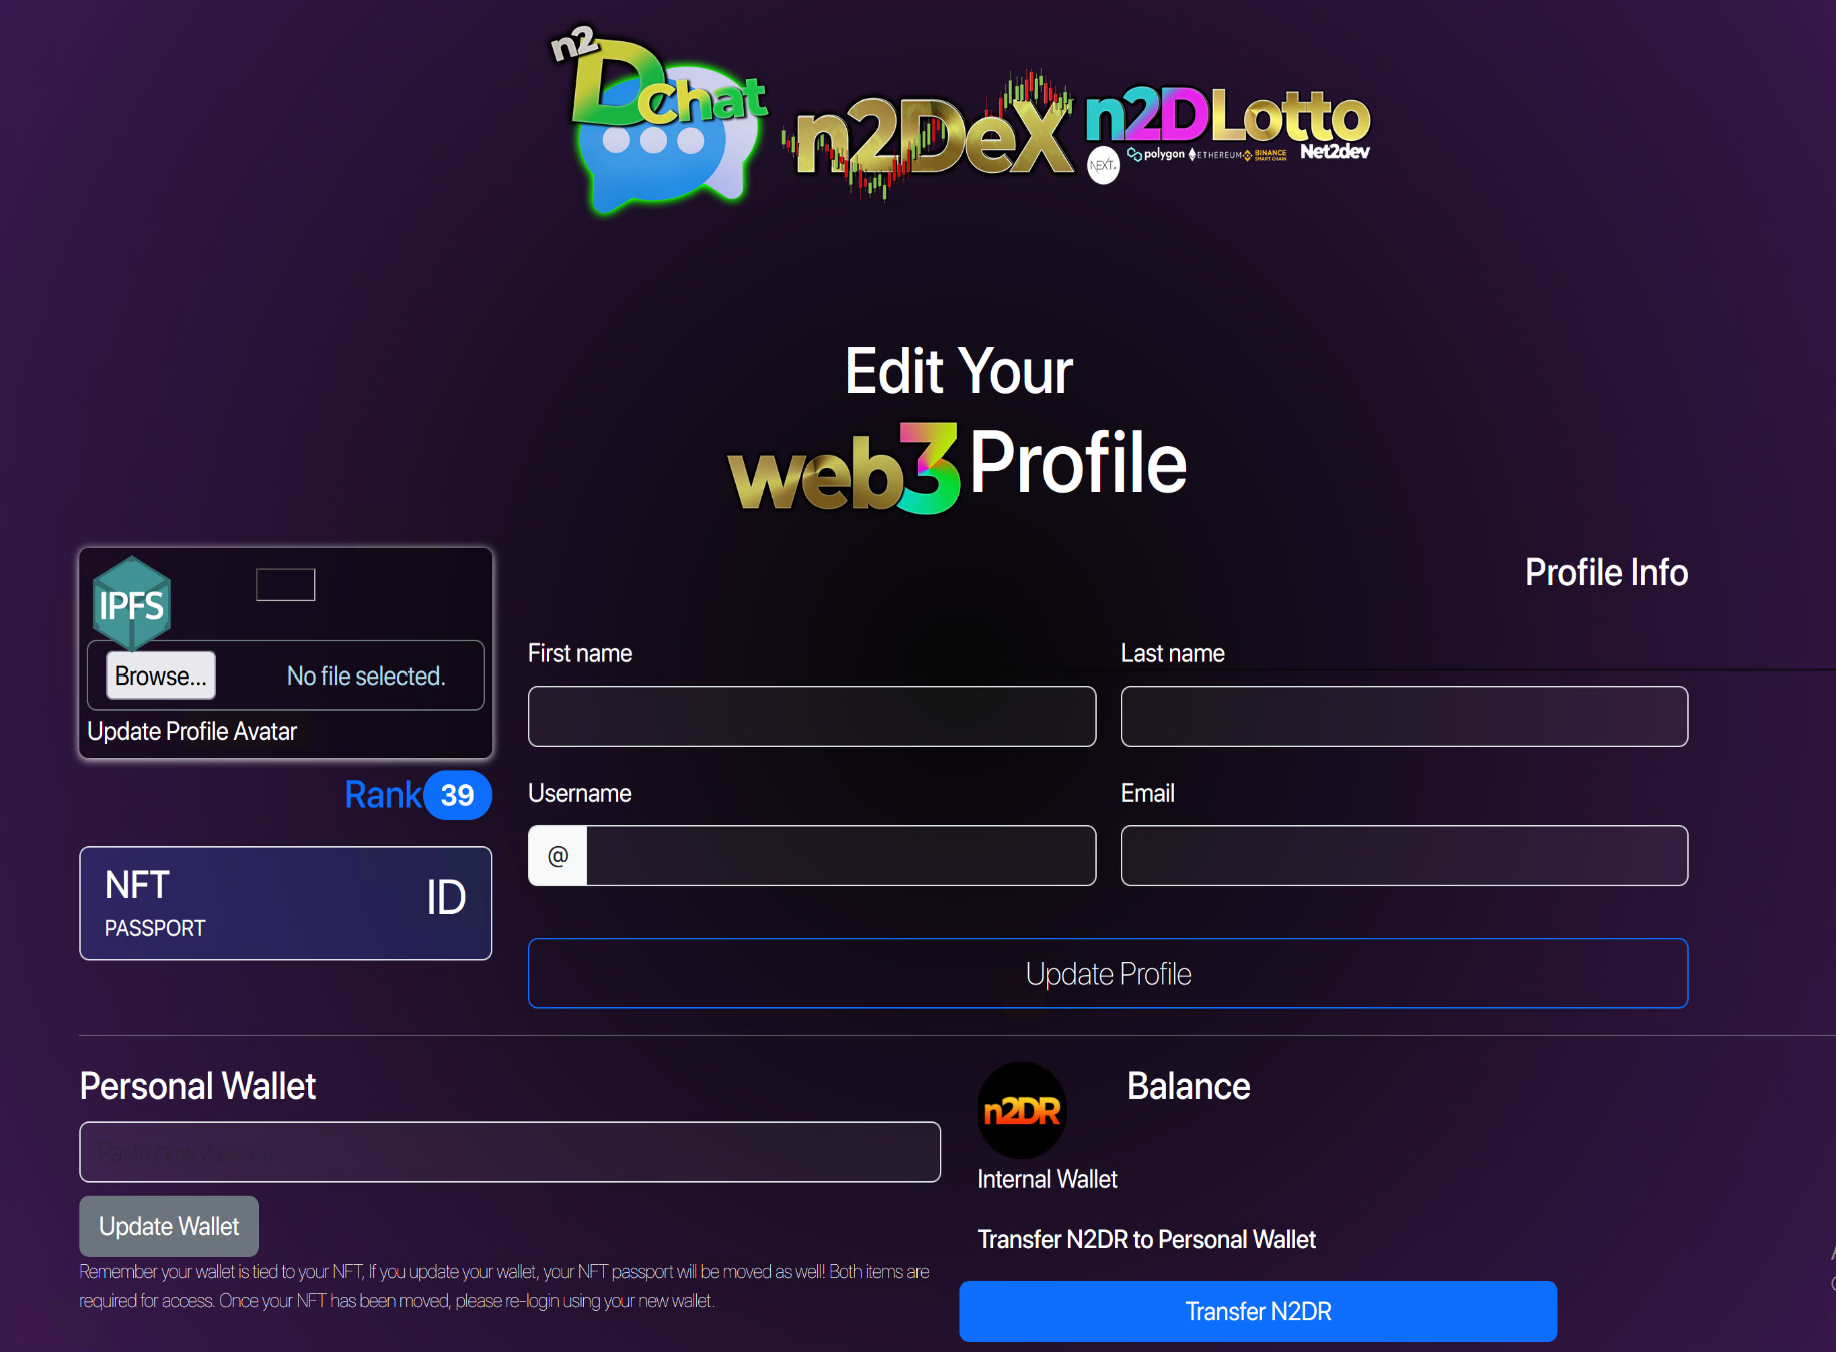 n2
DChat
n2DeX
n2DLotto
NEXT
polygon
ETHEREUM
BINANCE
SMART CHAIN
Net2dev
Edit Your
web3 Profile
IPFS
Browse...
No file selected.
Update Profile Avatar
Rank 39
NFT
PASSPORT
ID
Profile Info
First name
Last name
Username
Email
@
Update Profile
Personal Wallet
Update Wallet
Remember your wallet is tied to your NFT, If you update your wallet, your NFT passport will be moved as well! Both items are
required for access. Once your NFT has been moved, please re-login using your new wallet.
n2DR
Balance
Internal Wallet
Transfer N2DR to Personal Wallet
Transfer N2DR